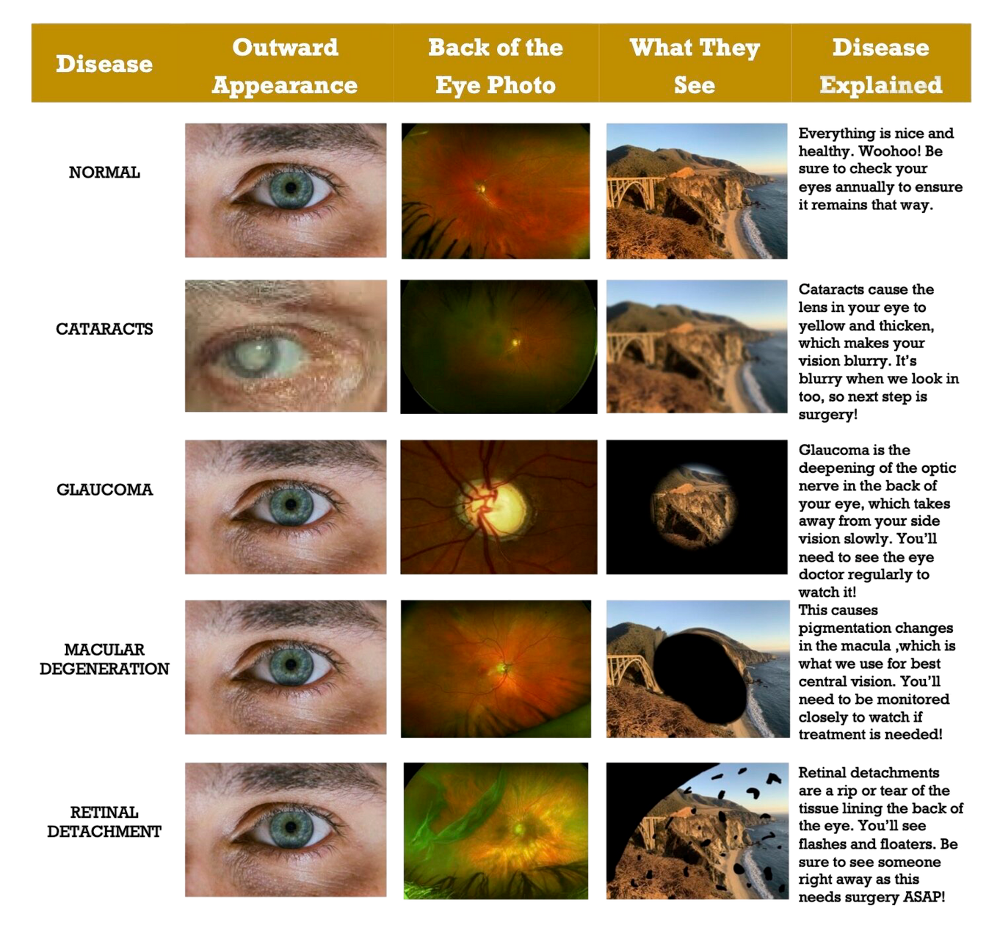 Disease
Outward
Appearance
Back of the
Eye Photo
What They
See
Disease
Explained
NORMAL
Everything is nice and
healthy. Woohoo! Be
sure to check your
eyes annually to ensure
it remains that way.
CATARACTS
Cataracts cause the
lens in your eye to
yellow and thicken,
which makes your
vision blurry. It's
blurry when we look in
too, so next step is
surgery!
GLAUCOMA
Glaucoma is the
deepening of the optic
nerve in the back of
your eye, which takes
away from your side
vision slowly. You'll
need to see the eye
doctor regularly to
watch it!
MACULAR
DEGENERATION
This causes
pigmentation changes
in the macula ,which is
what we use for best
central vision. You'll
need to be monitored
closely to watch if
treatment is needed!
RETINAL
DETACHMENT
Retinal detachments
are a rip or tear of the
tissue lining the back of
the eye. You'll see
flashes and floaters. Be
sure to see someone
right away as this
needs surgery ASAP!